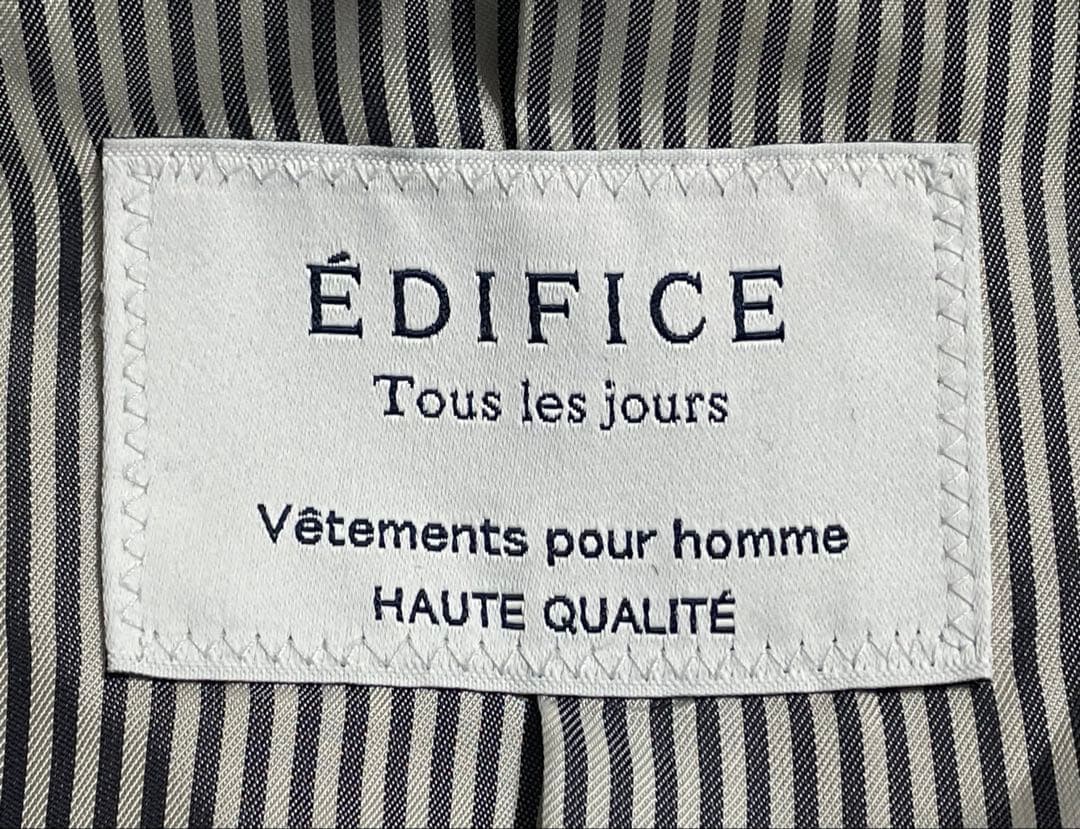 ÉDIFICE
Tous les jours
Vêtements pour homme
HAUTE QUALITÉ